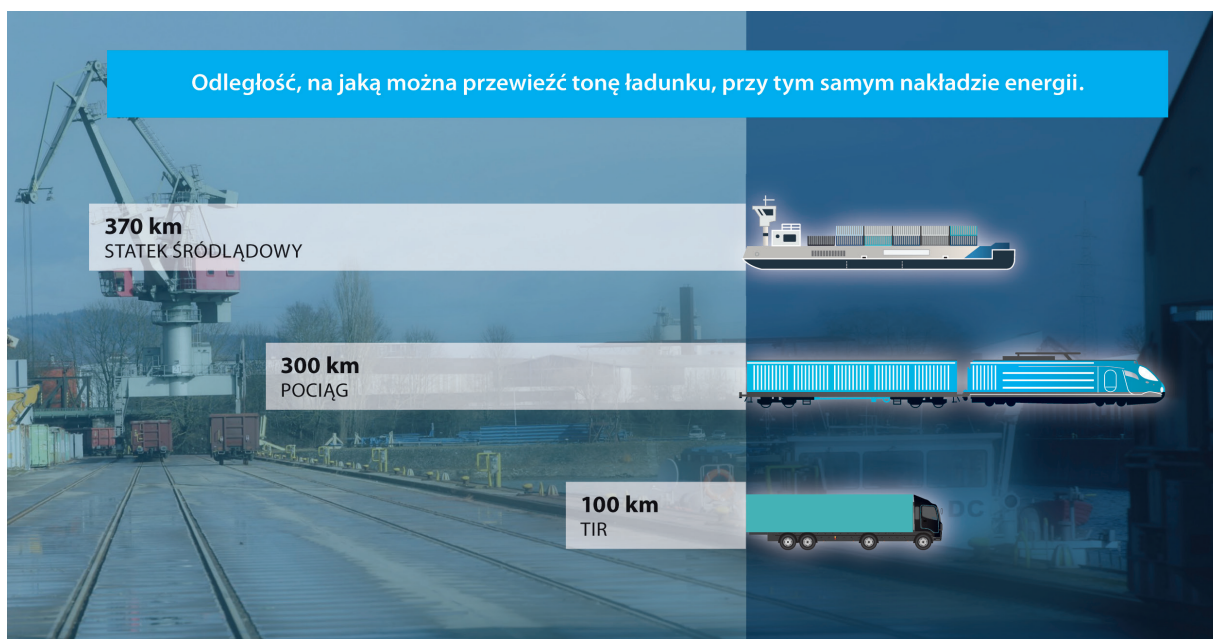 Odległość, na jaką można przewieźć tonę ładunku, przy tym samym nakładzie energii.
370 km
STATEK ŚRÓDLĄDOWY
300 km
POCIĄG
100 km
TIR
DC